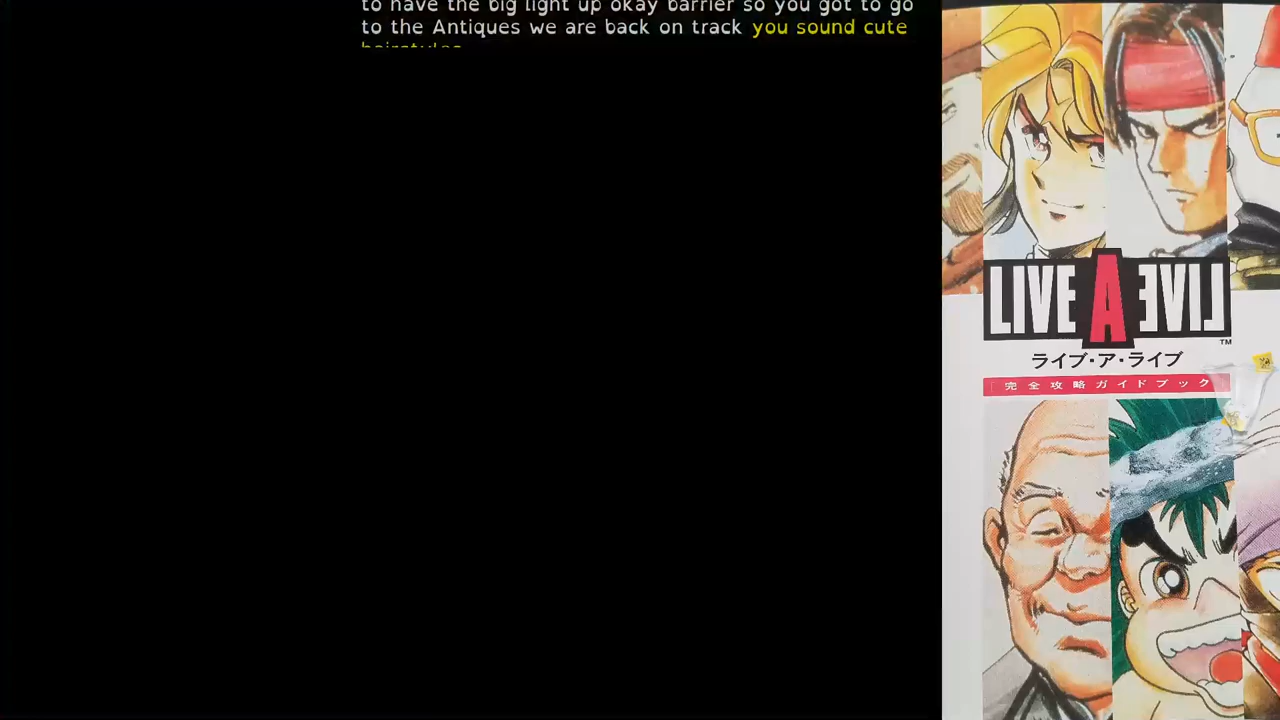 to have the big light up okay barrier so you got to go
to the Antiques we are back on track you sound cute
hairstyles
LIVE A LIVE
TM
ライブ・ア・ライブ
完全攻略ガイドブック